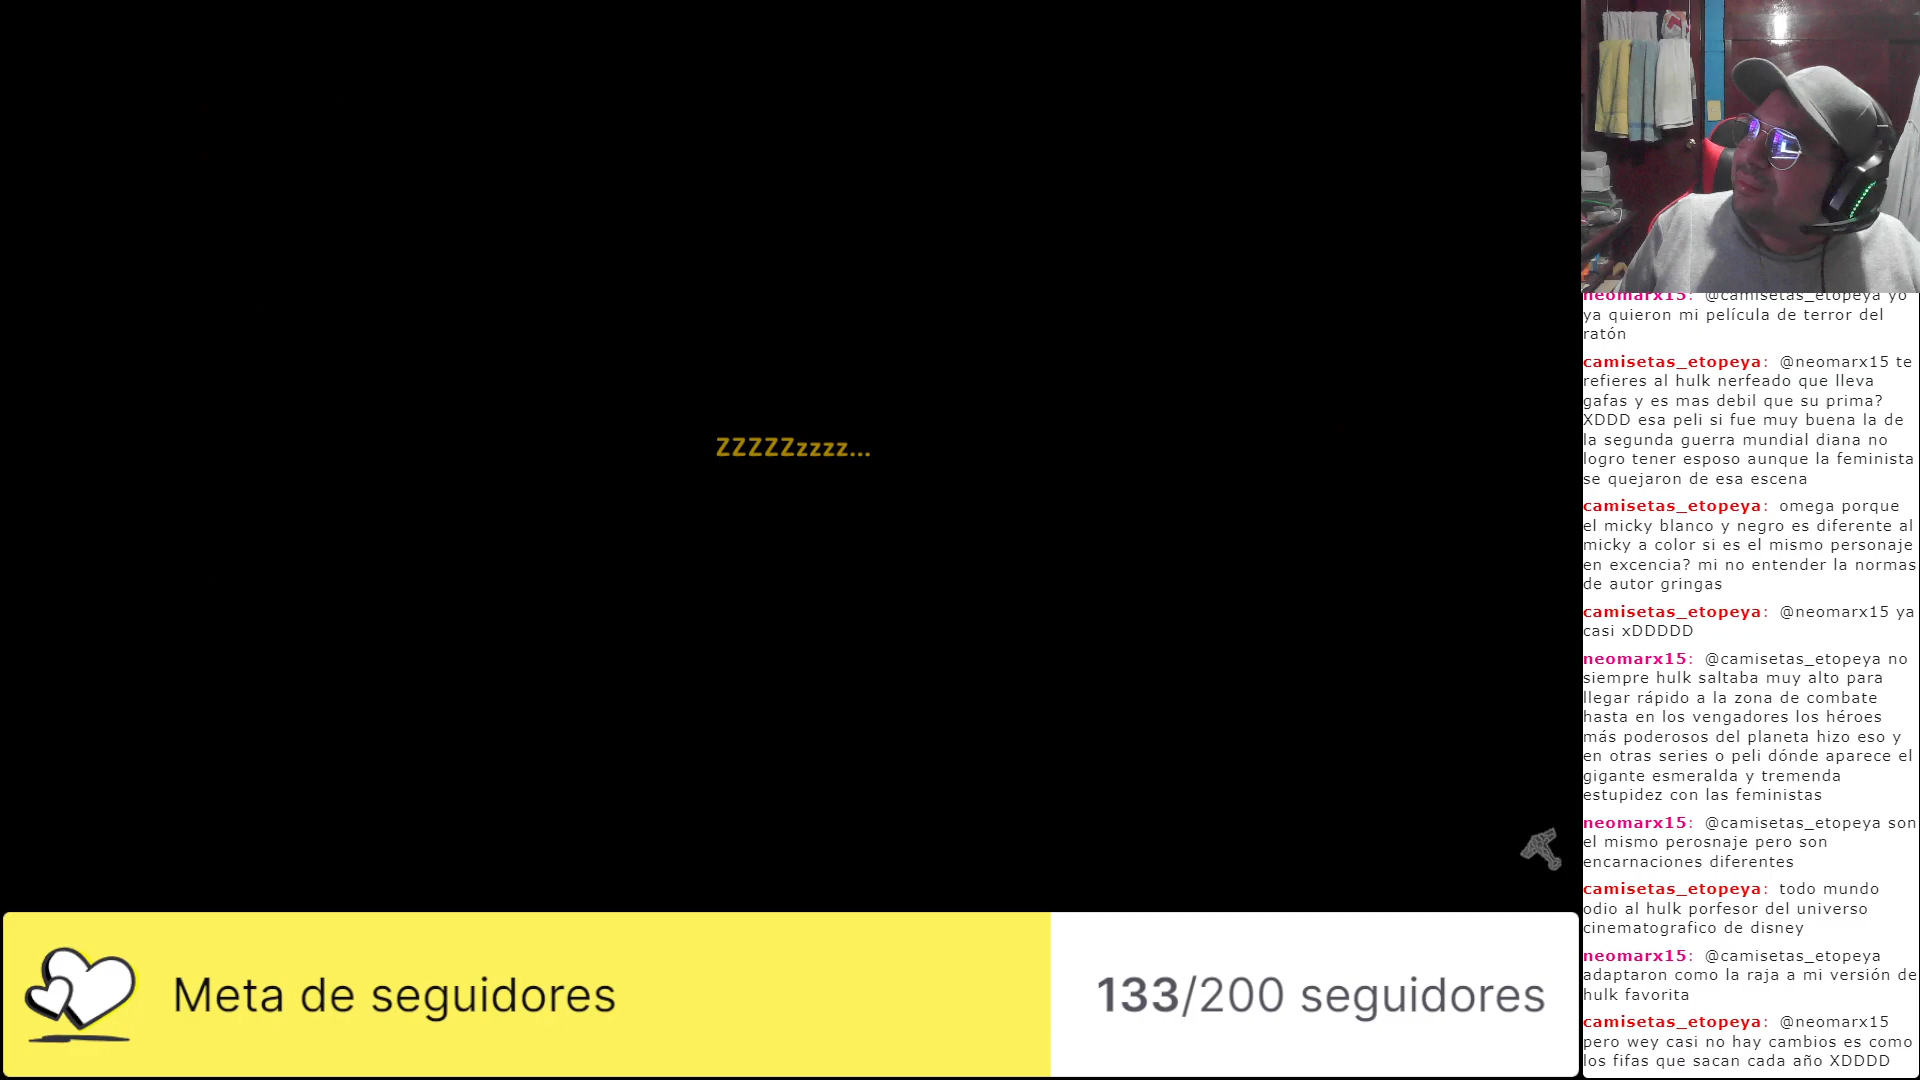 ZZZZZzzzz...
Meta de seguidores
133/200 seguidores
neomarx15: @camisetas_etopeya yo
ya quieron mi película de terror del
ratón
camisetas_etopeya: @neomarx15 te
refieres al hulk nerfeado que lleva
gafas y es mas debil que su prima?
XDDD esa peli si fue muy buena la de
la segunda guerra mundial diana no
logro tener esposo aunque la feminista
se quejaron de esa escena
camisetas_etopeya: omega porque
el micky blanco y negro es diferente al
micky a color si es el mismo personaje
en excencia? mi no entender la normas
de autor gringas
camisetas_etopeya: @neomarx15 ya
casi xDDDDD
neomarx15: @camisetas_etopeya no
siempre hulk saltaba muy alto para
llegar rápido a la zona de combate
hasta en los vengadores los héroes
más poderosos del planeta hizo eso y
en otras series o peli dónde aparece el
gigante esmeralda y tremenda
estupidez con las feministas
neomarx15: @camisetas_etopeya son
el mismo perosnaje pero son
encarnaciones diferentes
camisetas_etopeya: todo mundo
odio al hulk porfesor del universo
cinematografico de disney
neomarx15: @camisetas_etopeya
adaptaron como la raja a mi versión de
hulk favorita
camisetas_etopeya: @neomarx15
pero wey casi no hay cambios es como
los fifas que sacan cada año XDDDD